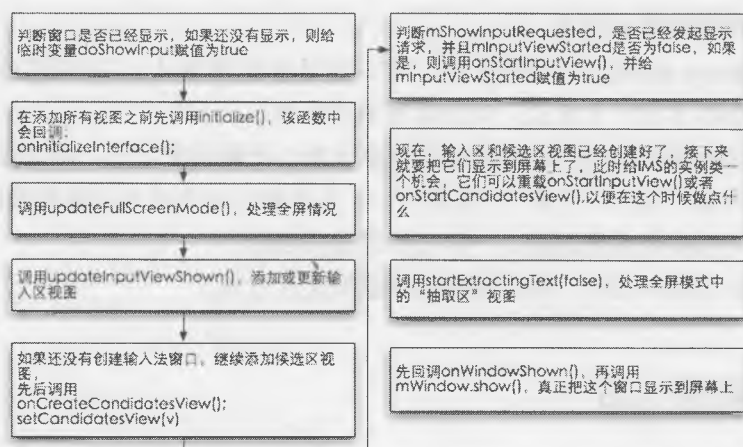 判断窗口是否已经显示，如果还没有显示，则给
临时变量doShowInput赋值为true
在添加所有视图之前先调用initialize()，该函数中
会回调：
onInitializeInterface();
调用updateFullScreenMode()，处理全屏情况
调用updateInputViewShown()，添加或更新输
入区视图
如果还没有创建输入法窗口，继续添加候选区视
图，
先后调用
onCreateCandidatesView();
setCandidatesView(v)
判断mShowInputRequested，是否已经发起显示
请求，并且mInputViewStarted是否为false，如果
是，则调用onStartInputView()，并给
mInputViewStarted赋值为true
现在，输入区和候选区视图已经创建好了，接下来
就要把它们显示到屏幕上了，此时给IMS的实例类一
个机会，它们可以重载onStartInputView()或者
onStartCandidatesView(),以便在这个时候做点什
么
调用startExtractingText(false)，处理全屏模式中
的“抽取区”视图
先回调onWindowShown()，再调用
mWindow.show()，真正把这个窗口显示到屏幕上